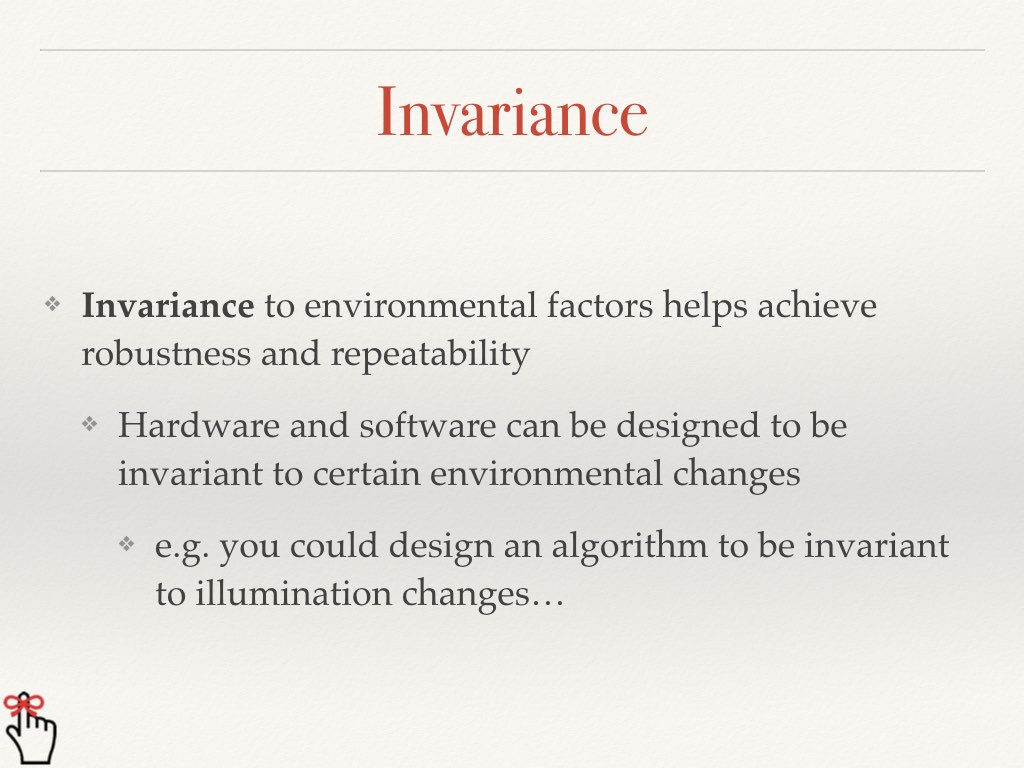 Invariance
Invariance to environmental factors helps achieve
robustness and repeatability
Hardware and software can be designed to be
invariant to certain environmental changes
e.g. you could design an algorithm to be invariant
to illumination changes…